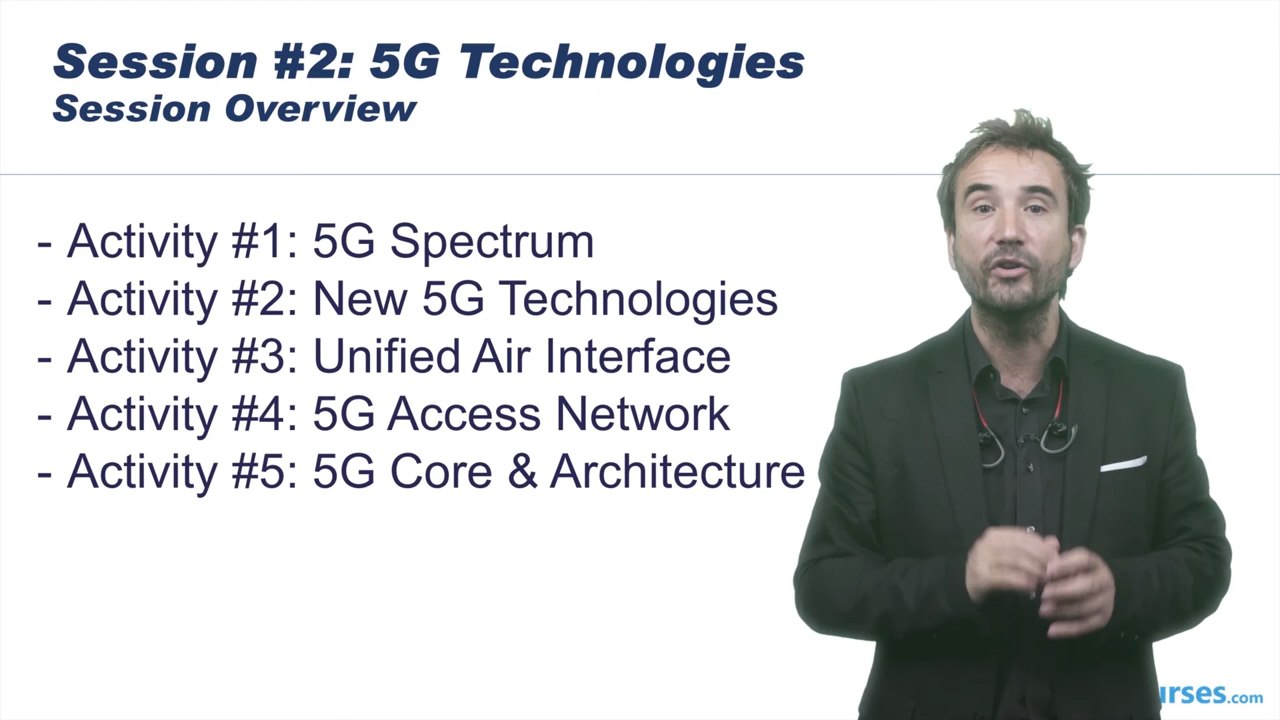 Session #2: 5G Technologies
Session Overview
- Activity #1: 5G Spectrum
- Activity #2: New 5G Technologies
- Activity #3: Unified Air Interface
- Activity #4: 5G Access Network
- Activity #5: 5G Core & Architecture
urses.com